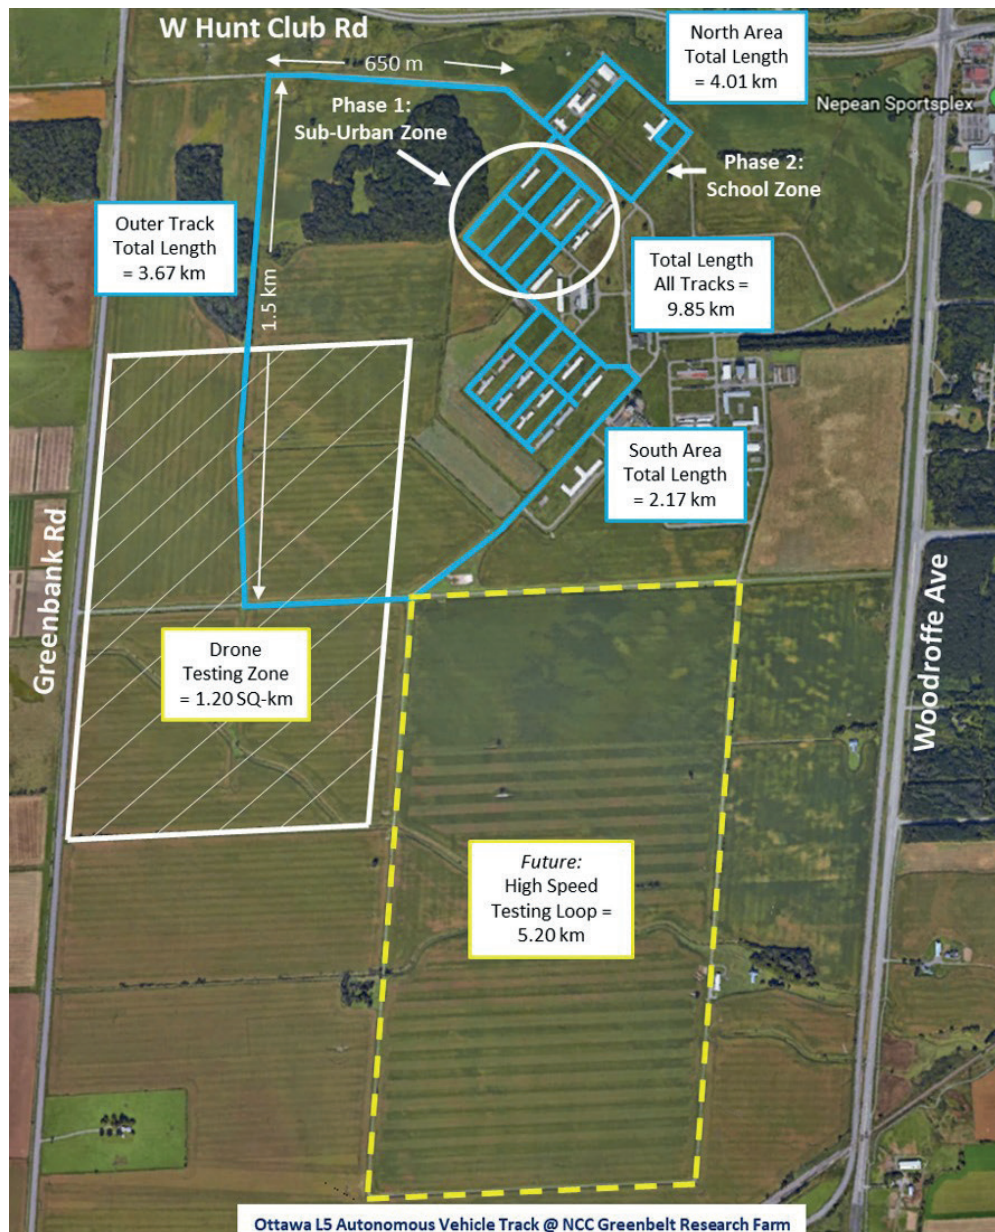 W Hunt Club Rd
650 m
North Area
Total Length
= 4.01 km
Nepean Sportsplex
Phase 1:
Sub-Urban Zone
Phase 2:
School Zone
Outer Track
Total Length
= 3.67 km
1.5 km
Total Length
All Tracks =
9.85 km
South Area
Total Length
= 2.17 km
Greenbank Rd
Woodroffe Ave
Drone
Testing Zone
= 1.20 SQ-km
Future:
High Speed
Testing Loop =
5.20 km
Ottawa L5 Autonomous Vehicle Track @ NCC Greenbelt Research Farm